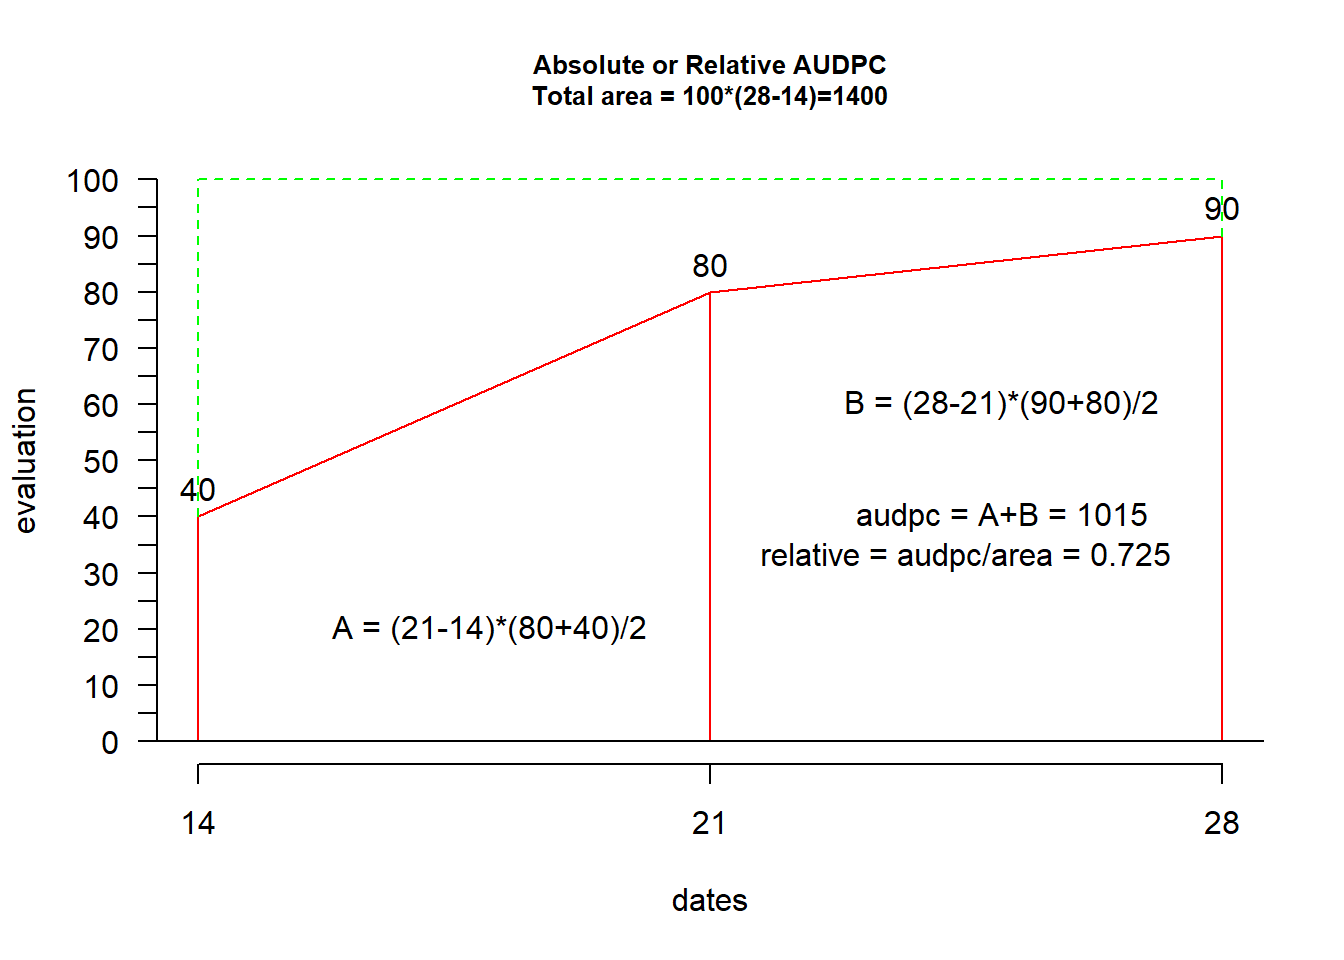 Absolute or Relative AUDPC
Total area = 100*(28-14)=1400
100
90
80
70
60
50
40
30
20
10
0
evaluation
40
80
90
B = (28-21)*(90+80)/2
audpc = A+B = 1015
relative = audpc/area = 0.725
A = (21-14)*(80+40)/2
14
21
28
dates